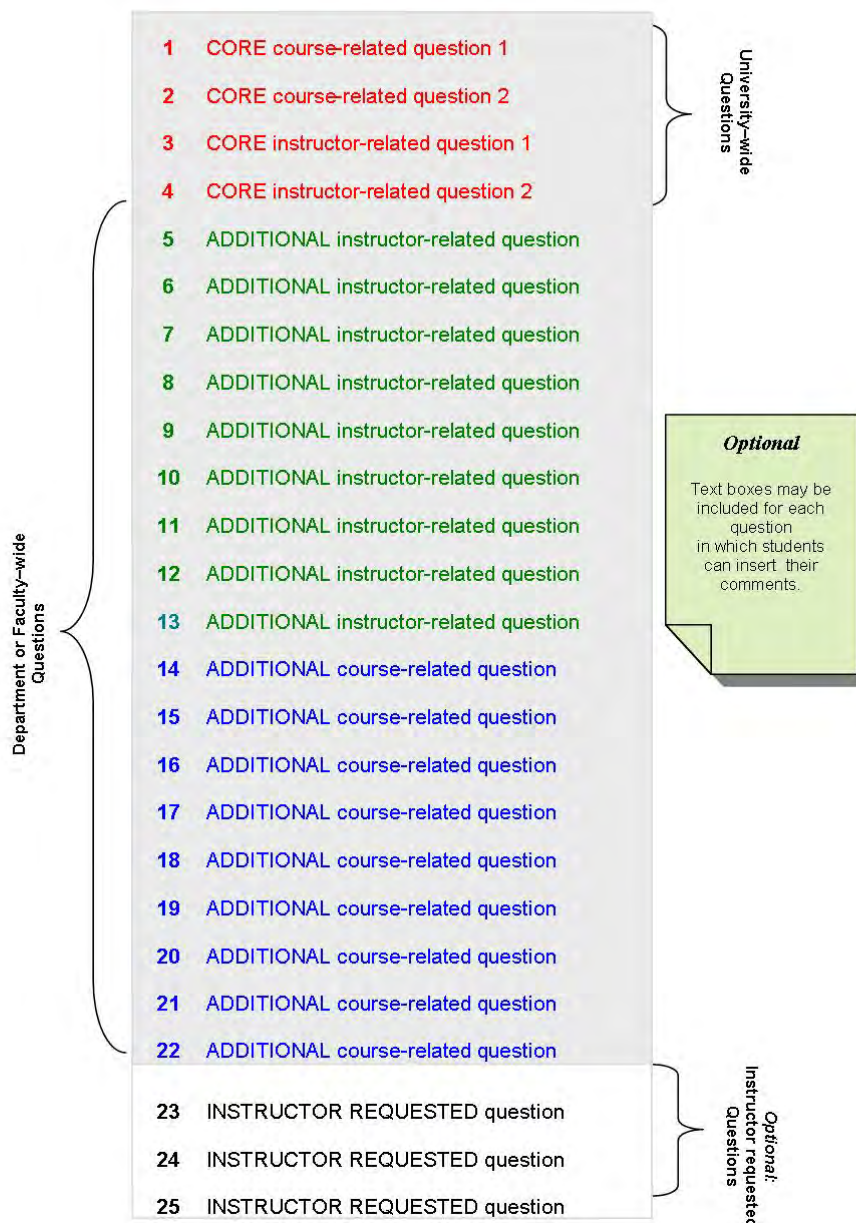 1 CORE course-related question 1
2 CORE course-related question 2
3 CORE instructor-related question 1
4 CORE instructor-related question 2
University-wide
Questions
5 ADDITIONAL instructor-related question
6 ADDITIONAL instructor-related question
7 ADDITIONAL instructor-related question
8 ADDITIONAL instructor-related question
9 ADDITIONAL instructor-related question
10 ADDITIONAL instructor-related question
11 ADDITIONAL instructor-related question
12 ADDITIONAL instructor-related question
13 ADDITIONAL instructor-related question
14 ADDITIONAL course-related question
15 ADDITIONAL course-related question
16 ADDITIONAL course-related question
17 ADDITIONAL course-related question
18 ADDITIONAL course-related question
19 ADDITIONAL course-related question
20 ADDITIONAL course-related question
21 ADDITIONAL course-related question
22 ADDITIONAL course-related question
Department or Faculty-wide
Questions
Optional
Text boxes may be
included for each
question
in which students
can insert their
comments.
23 INSTRUCTOR REQUESTED question
24 INSTRUCTOR REQUESTED question
25 INSTRUCTOR REQUESTED question
Optional:
Instructor requested
Questions